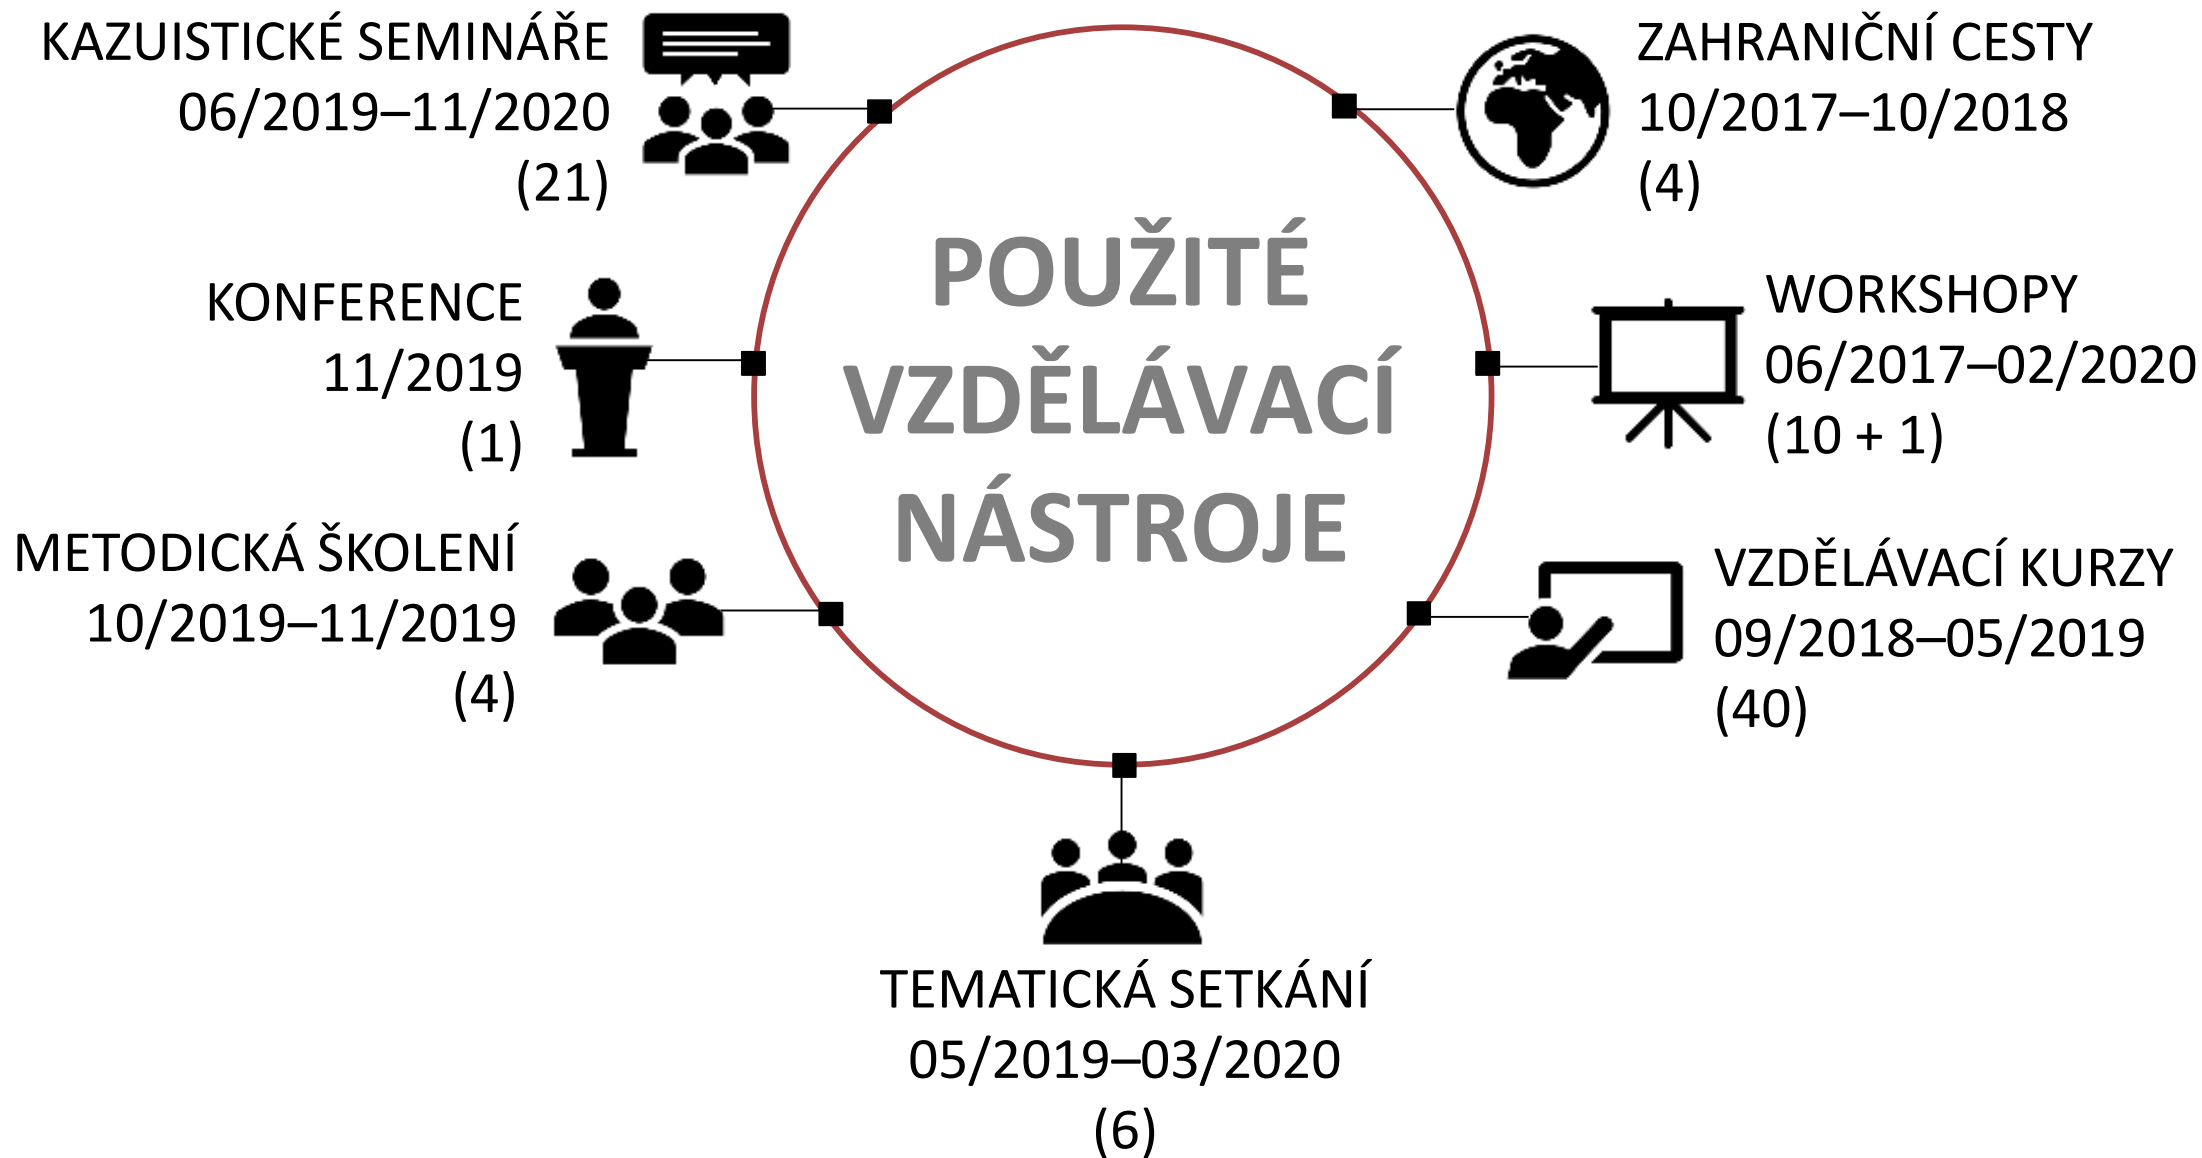 POUŽITÉ
VZDĚLÁVACÍ
NÁSTROJE
ZAHRANIČNÍ CESTY
10/2017–10/2018
(4)
WORKSHOPY
06/2017–02/2020
(10 + 1)
VZDĚLÁVACÍ KURZY
09/2018–05/2019
(40)
TEMATICKÁ SETKÁNÍ
05/2019–03/2020
(6)
METODICKÁ ŠKOLENÍ
10/2019–11/2019
(4)
KONFERENCE
11/2019
(1)
KAZUISTICKÉ SEMINÁŘE
06/2019–11/2020
(21)